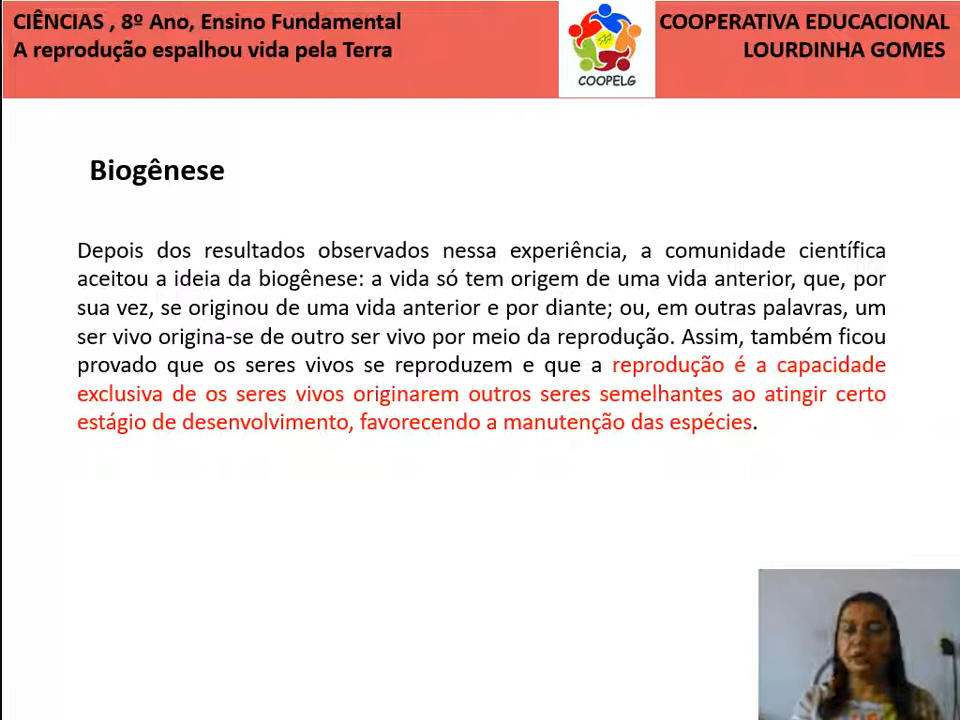 CIÊNCIAS , 8º Ano, Ensino Fundamental
A reprodução espalhou vida pela Terra
COOPELG
COOPERATIVA EDUCACIONAL
LOURDINHA GOMES
Biogênese
Depois dos resultados observados nessa experiência, a comunidade científica
aceitou a ideia da biogênese: a vida só tem origem de uma vida anterior, que, por
sua vez, se originou de uma vida anterior e por diante; ou, em outras palavras, um
ser vivo origina-se de outro ser vivo por meio da reprodução. Assim, também ficou
provado que os seres vivos se reproduzem e que a reprodução é a capacidade
exclusiva de os seres vivos originarem outros seres semelhantes ao atingir certo
estágio de desenvolvimento, favorecendo a manutenção das espécies.